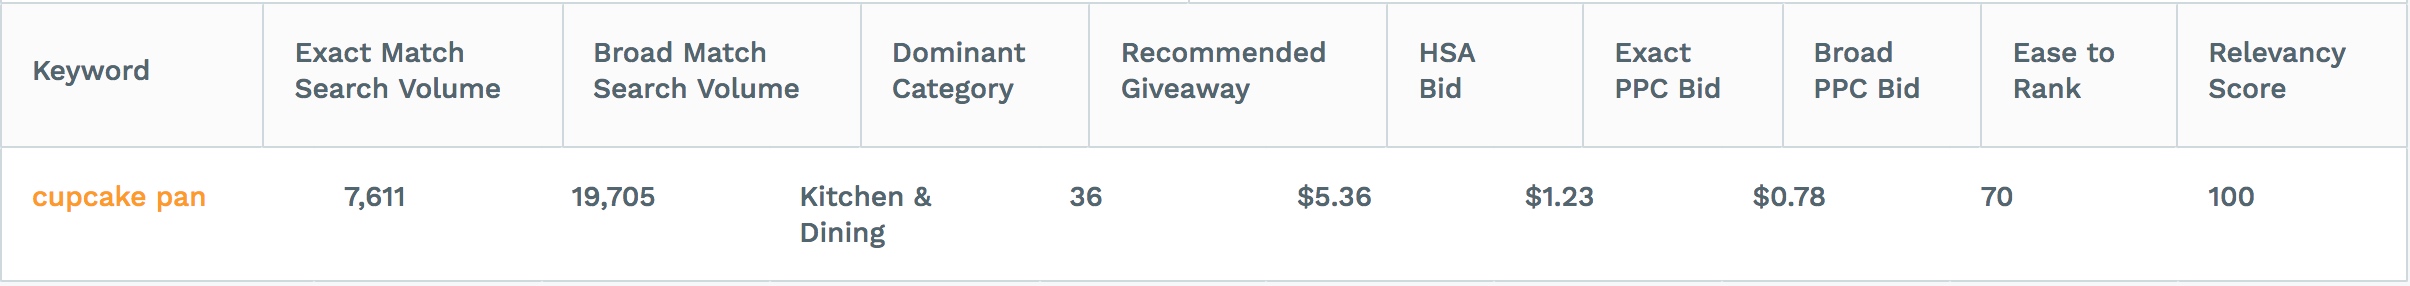 Keyword
Exact Match
Search Volume
Broad Match
Search Volume
Dominant
Category
Recommended
Giveaway
HSA
Bid
Exact
PPC Bid
Broad
PPC Bid
Ease to
Rank
Relevancy
Score
cupcake pan
7,611
19,705
Kitchen &
Dining
36
$5.36
$1.23
$0.78
70
100